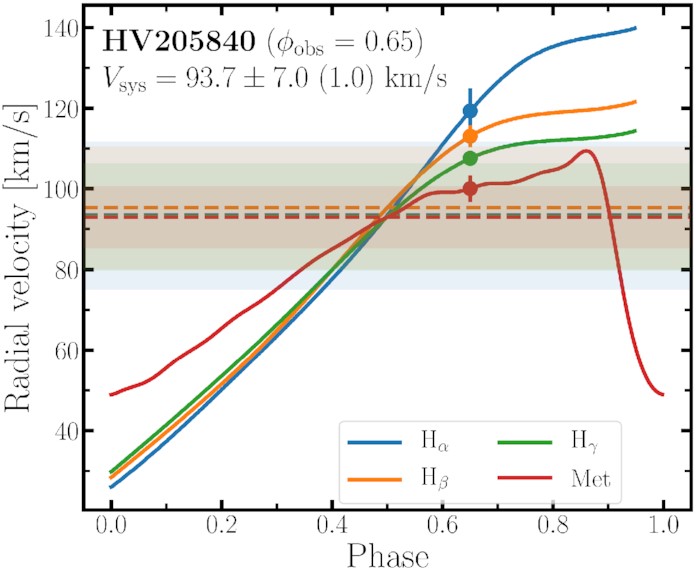 HV205840 (ϕobs = 0.65)
Vsys = 93.7 ± 7.0 (1.0) km/s
Radial velocity [km/s]
140
120
100
80
60
40
Hα
Hβ
Hγ
Met
0.0 0.2 0.4 0.6 0.8 1.0
Phase